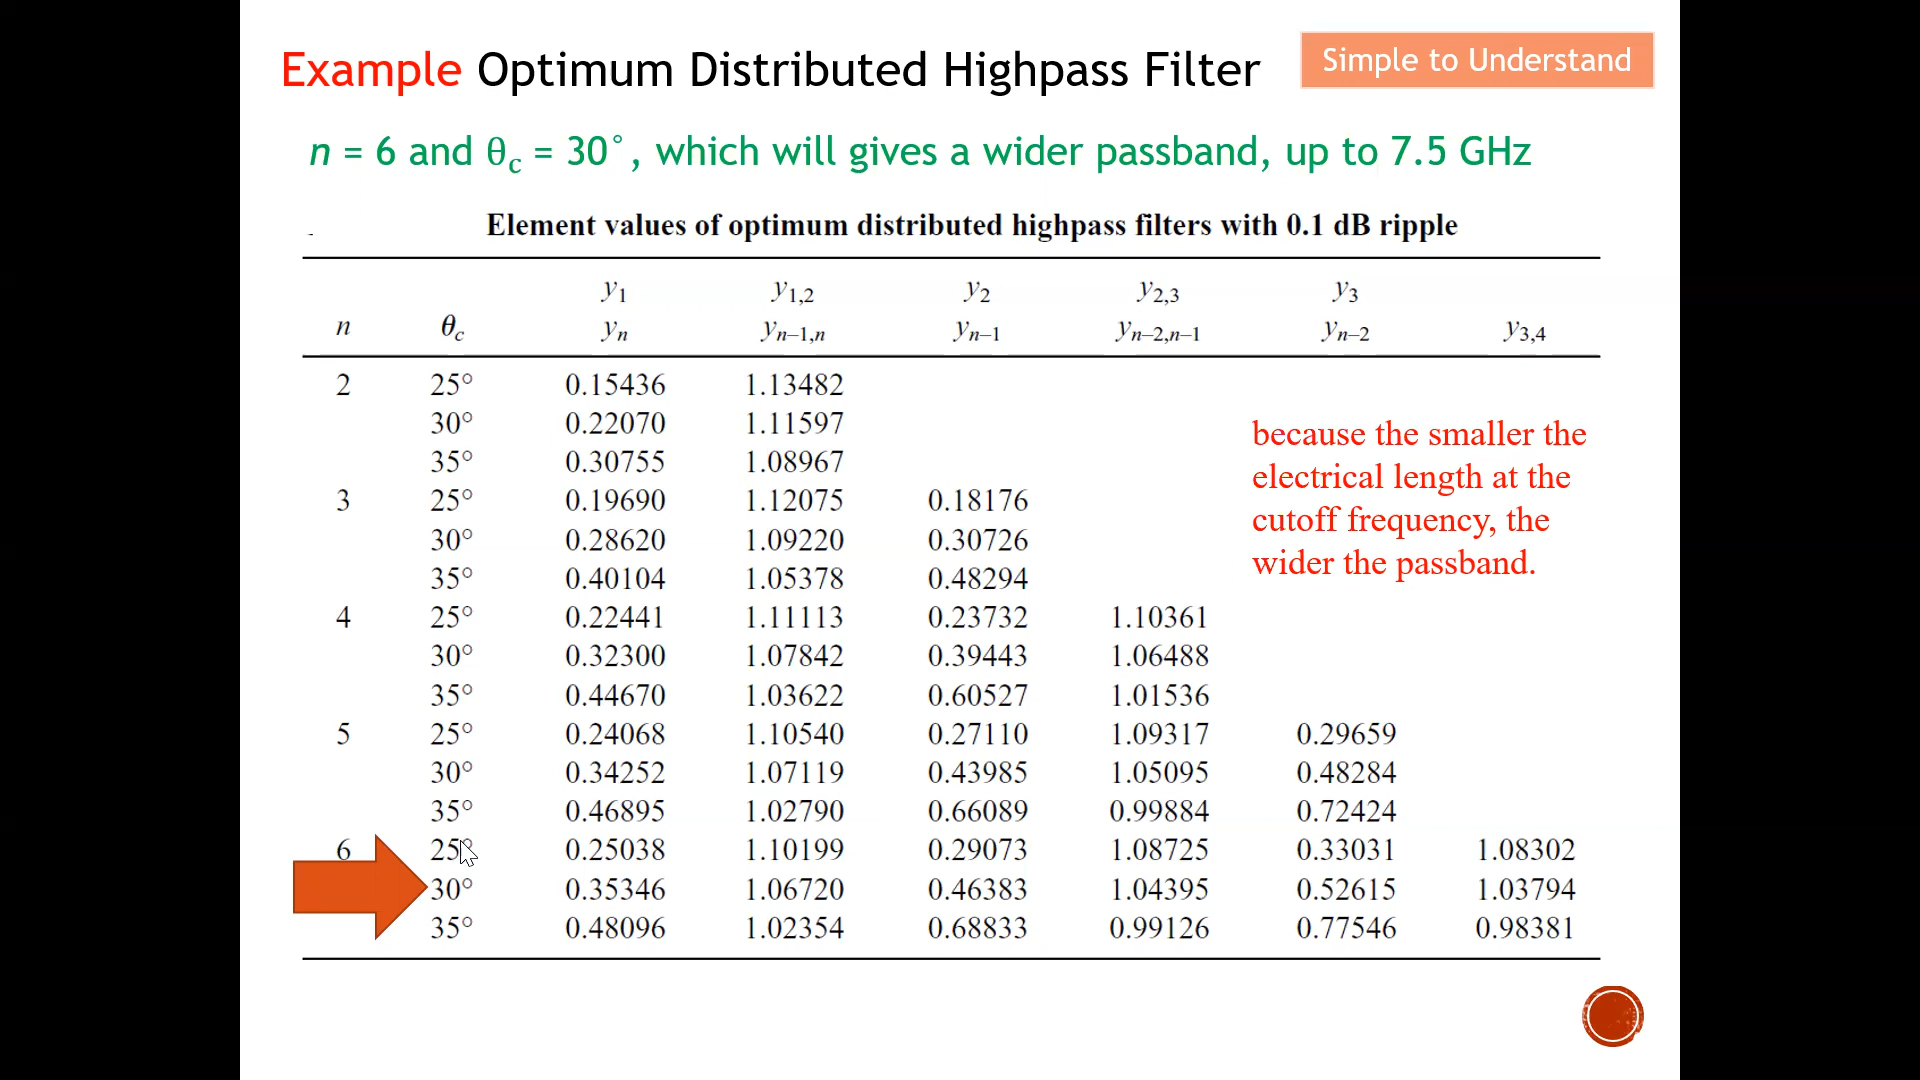 Example Optimum Distributed Highpass Filter
Simple to Understand
n = 6 and θc = 30°, which will gives a wider passband, up to 7.5 GHz
Element values of optimum distributed highpass filters with 0.1 dB ripple
y1 y1,2 y2 y2,3 y3
n θc yn yn–1,n yn–1 yn–2,n–1 yn–2 y3,4
2 25° 0.15436 1.13482
30° 0.22070 1.11597
35° 0.30755 1.08967
3 25° 0.19690 1.12075 0.18176
30° 0.28620 1.09220 0.30726
35° 0.40104 1.05378 0.48294
4 25° 0.22441 1.11113 0.23732 1.10361
30° 0.32300 1.07842 0.39443 1.06488
35° 0.44670 1.03622 0.60527 1.01536
5 25° 0.24068 1.10540 0.27110 1.09317 0.29659
30° 0.34252 1.07119 0.43985 1.05095 0.48284
35° 0.46895 1.02790 0.66089 0.99884 0.72424
6 25° 0.25038 1.10199 0.29073 1.08725 0.33031 1.08302
30° 0.35346 1.06720 0.46383 1.04395 0.52615 1.03794
35° 0.48096 1.02354 0.68833 0.99126 0.77546 0.98381
because the smaller the
electrical length at the
cutoff frequency, the
wider the passband.